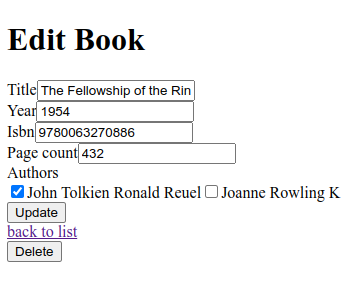 Edit Book
Title The Fellowship of the Rin
Year 1954
Isbn 9780063270886
Page count 432
Authors
John Tolkien Ronald Reuel Joanne Rowling K
Update
back to list
Delete